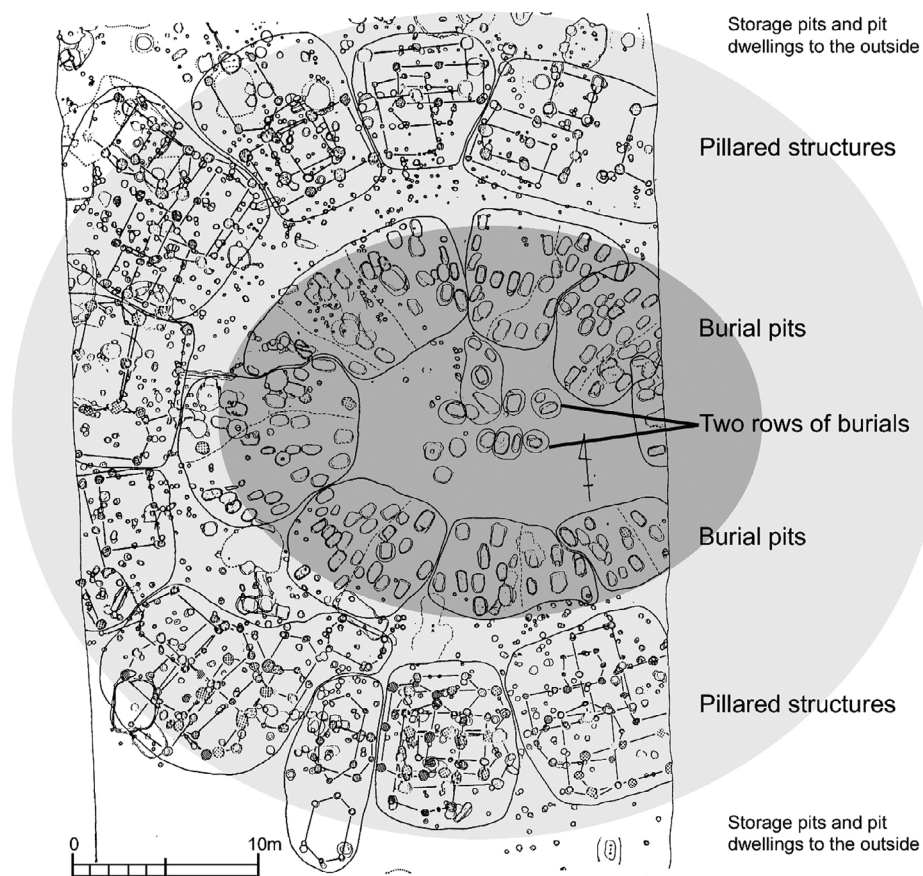 Storage pits and pit
dwellings to the outside
Pillared structures
Burial pits
Two rows of burials
Burial pits
Pillared structures
Storage pits and pit
dwellings to the outside
0 10m